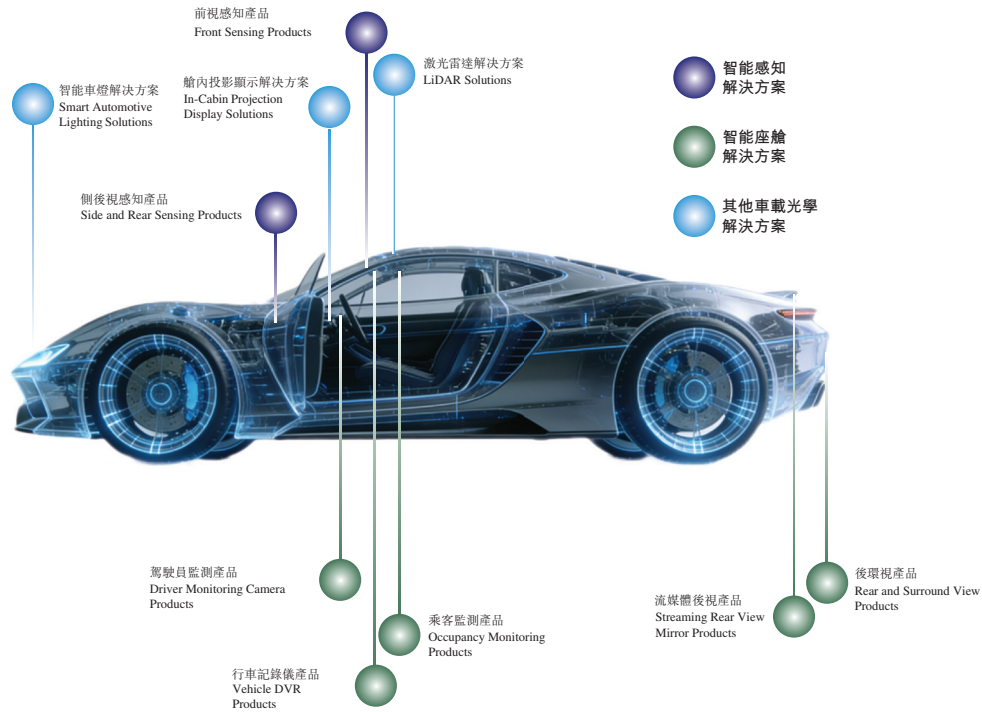 前視感知產品
Front Sensing Products
激光雷達解決方案
LiDAR Solutions
智能車燈解決方案
Smart Automotive
Lighting Solutions
艙內投影顯示解決方案
In-Cabin Projection
Display Solutions
側後視感知產品
Side and Rear Sensing Products
智能感知
解決方案
智能座艙
解決方案
其他車載光學
解決方案
駕駛員監測產品
Driver Monitoring Camera
Products
乘客監測產品
Occupancy Monitoring
Products
行車記錄儀產品
Vehicle DVR
Products
流媒體後視產品
Streaming Rear View
Mirror Products
後環視產品
Rear and Surround View
Products